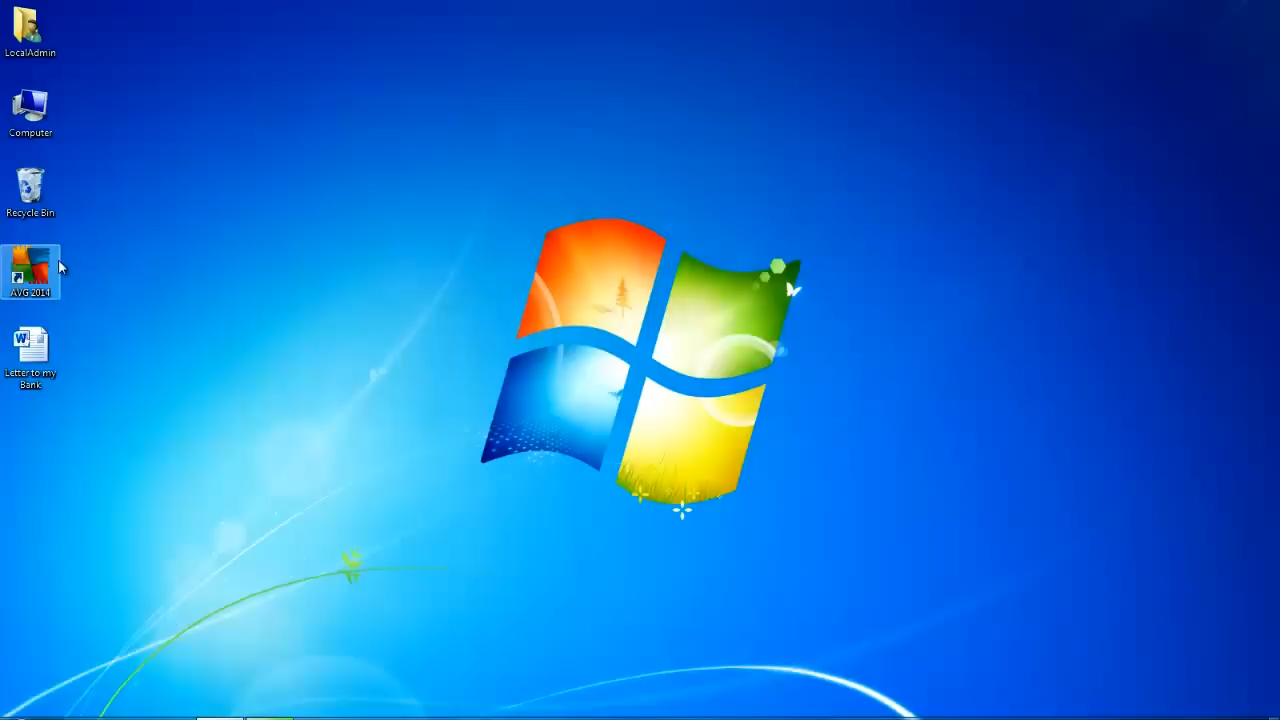 LocalAdmin
Computer
Recycle Bin
AVG 2014
W
Letter to my
Bank